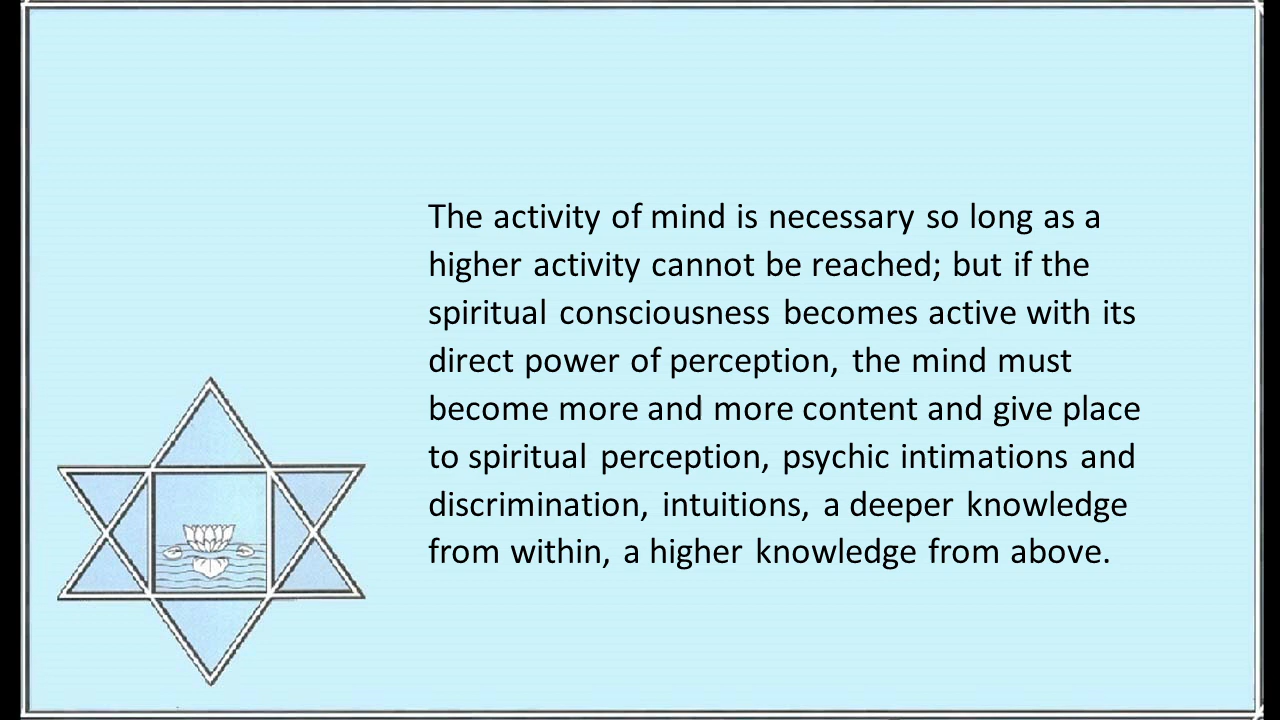 The activity of mind is necessary so long as a
higher activity cannot be reached; but if the
spiritual consciousness becomes active with its
direct power of perception, the mind must
become more and more content and give place
to spiritual perception, psychic intimations and
discrimination, intuitions, a deeper knowledge
from within, a higher knowledge from above.